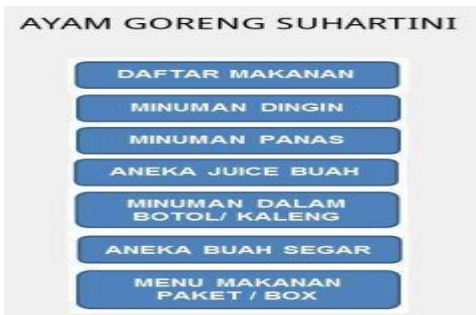 AYAM GORENG SUHARTINI
DAFTAR MAKANAN
MINUMAN DINGIN
MINUMAN PANAS
ANEKA JUICE BUAH
MINUMAN DALAM
BOTOL/ KALENG
ANEKA BUAH SEGAR
MENU MAKANAN
PAKET / BOX